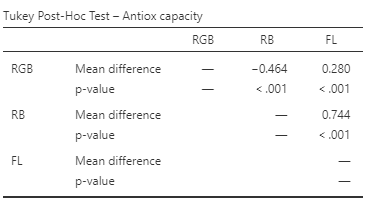 Tukey Post-Hoc Test – Antiox capacity
RGB RB FL
RGB Mean difference — −0.464 0.280
p-value — < .001 < .001
RB Mean difference — 0.744
p-value — < .001
FL Mean difference —
p-value —